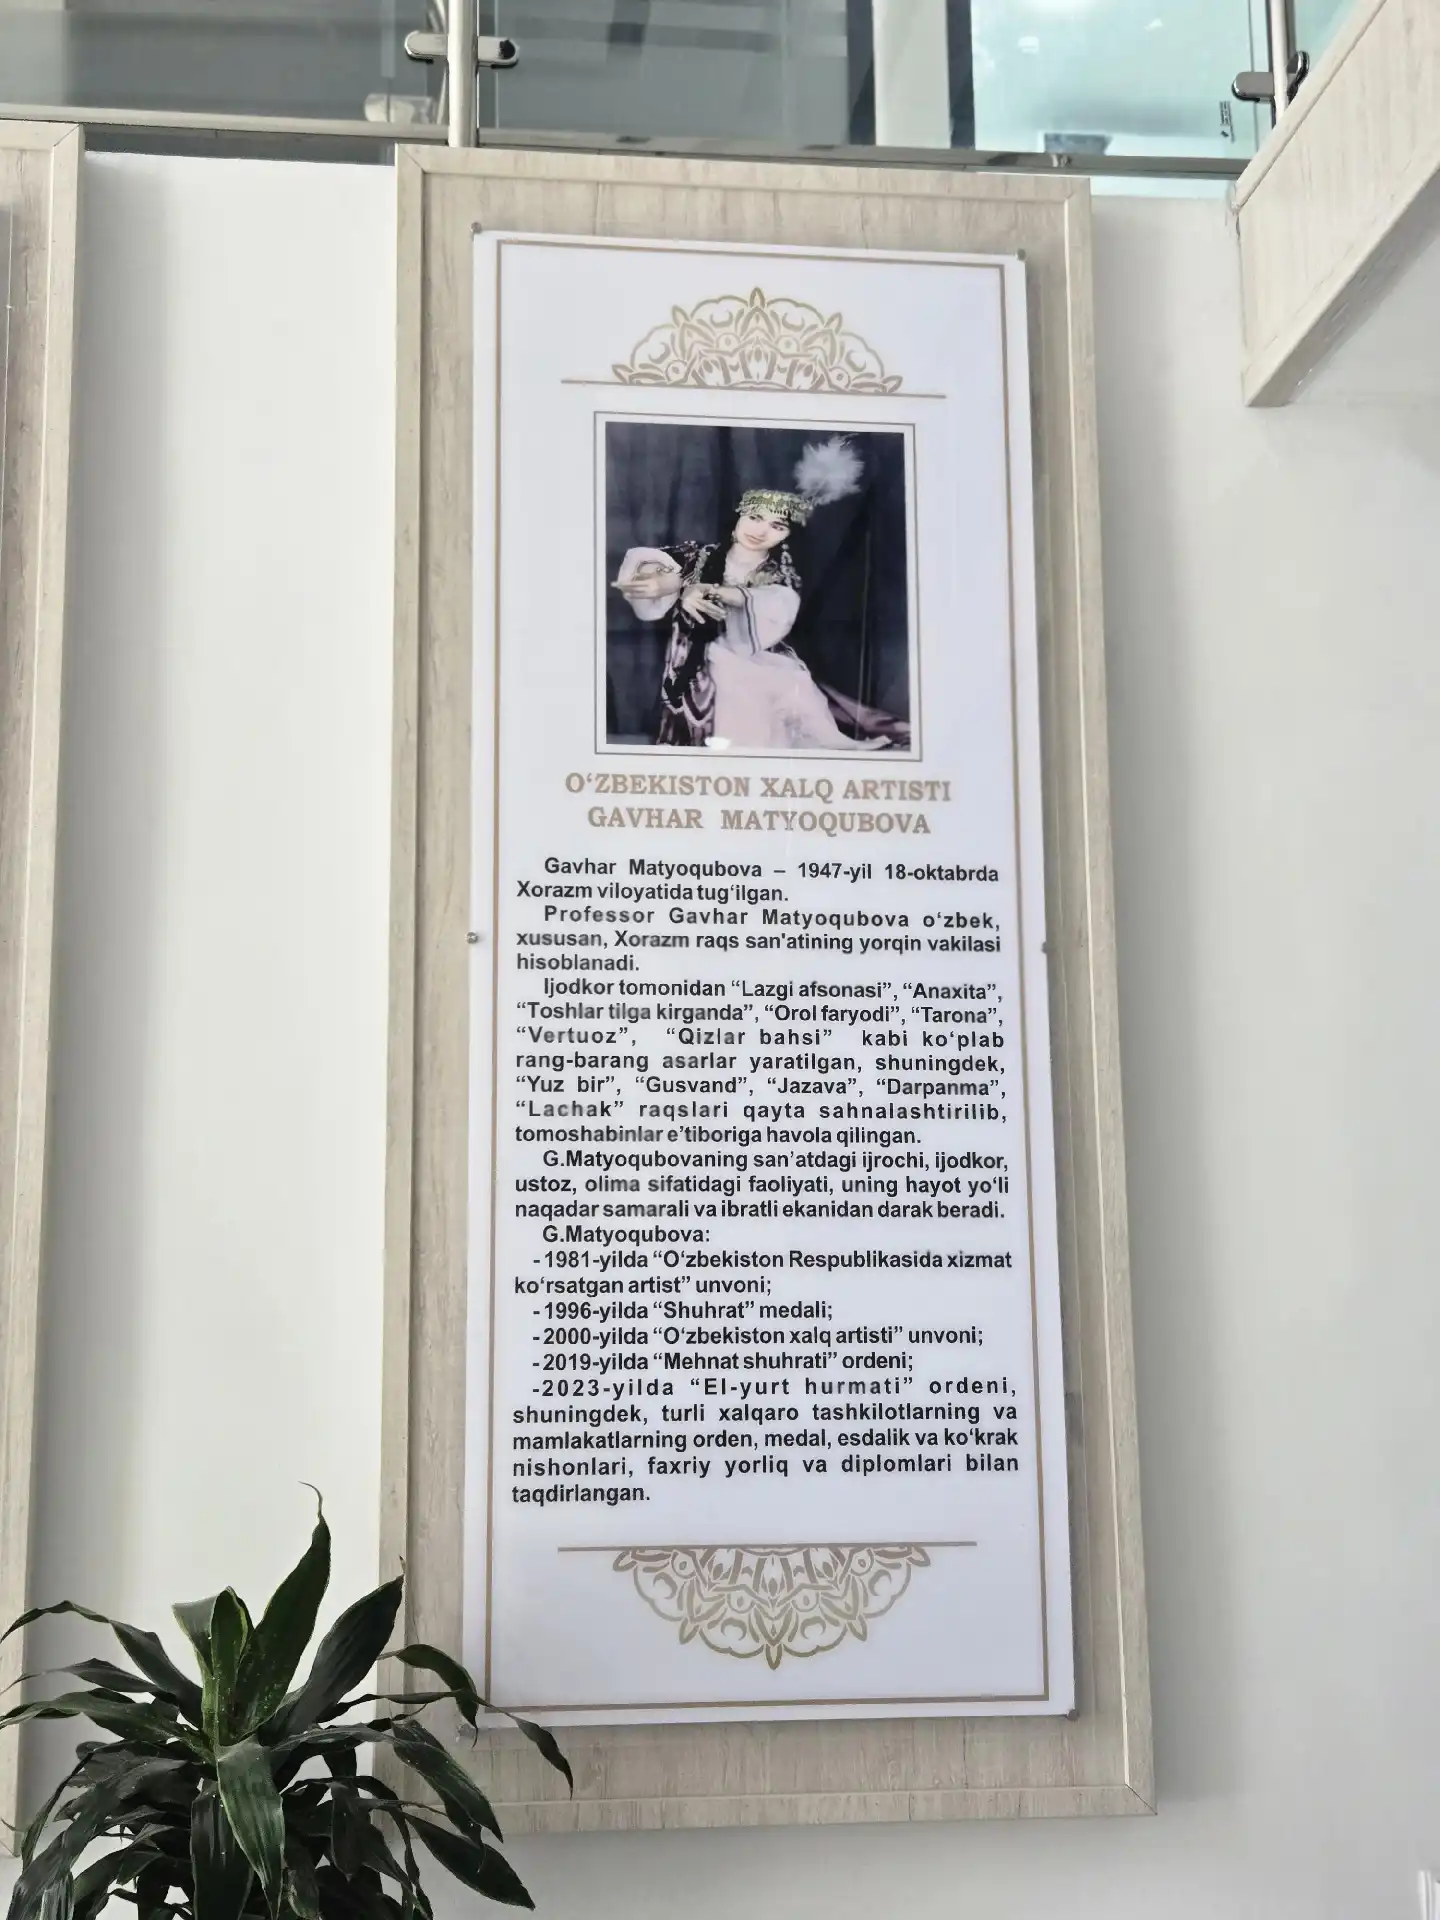 O‘ZBEKISTON XALQ ARTISTI
GAVHAR MATYOQUBOVA
Gavhar Matyoqubova – 1947-yil 18-oktabrda
Xorazm viloyatida tug‘ilgan.
Professor Gavhar Matyoqubova o‘zbek,
xususan, Xorazm raqs san'atining yorqin vakilasi
hisoblanadi.
Ijodkor tomonidan “Lazgi afsonasi”, “Anaxita”,
“Toshlar tilga kirganda”, “Orol faryodi”, “Tarona”,
“Vertuoz”, “Qizlar bahsi” kabi ko‘plab
rang-barang asarlar yaratilgan, shuningdek,
“Yuz bir”, “Gusvand”, “Jazava”, “Darpanma”,
“Lachak” raqslari qayta sahnalashtirilib,
tomoshabinlar e’tiboriga havola qilingan.
G.Matyoqubovaning san’atdagi ijrochi, ijodkor,
ustoz, olima sifatidagi faoliyati, uning hayot yo‘li
naqadar samarali va ibratli ekanidan darak beradi.
G.Matyoqubova:
-1981-yilda “O‘zbekiston Respublikasida xizmat
ko‘rsatgan artist” unvoni;
-1996-yilda “Shuhrat” medali;
-2000-yilda “O‘zbekiston xalq artisti” unvoni;
-2019-yilda “Mehnat shuhrati” ordeni;
-2023-yilda “El-yurt hurmati” ordeni,
shuningdek, turli xalqaro tashkilotlarning va
mamlakatlarning orden, medal, esdalik va ko‘krak
nishonlari, faxriy yorliq va diplomlari bilan
taqdirlangan.